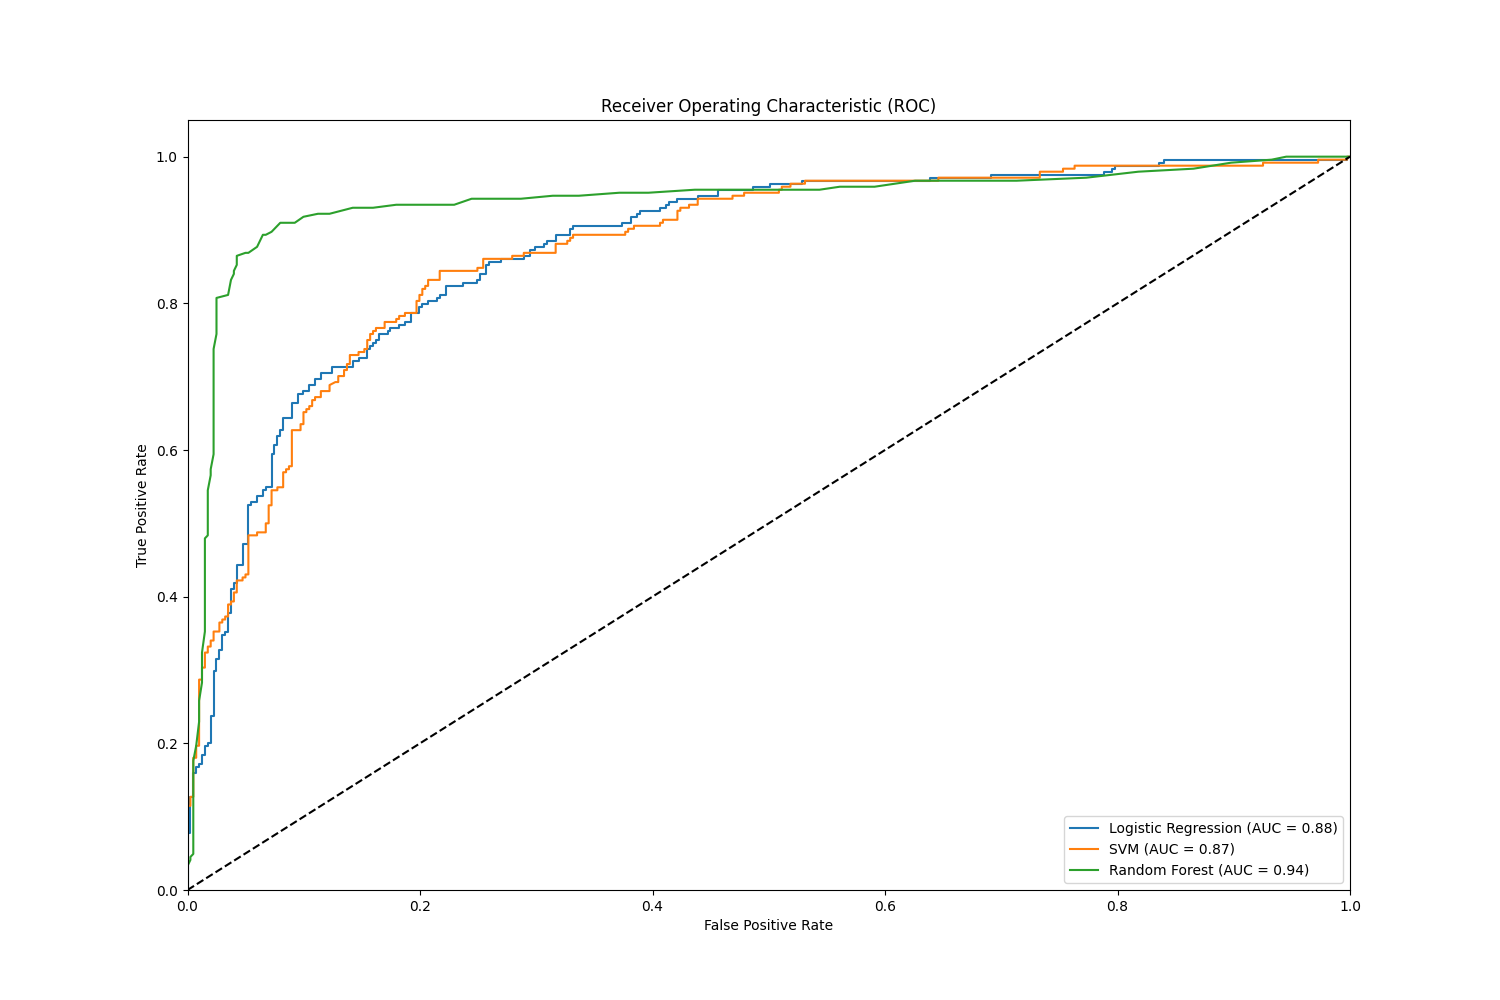 Receiver Operating Characteristic (ROC)
1.0
0.8
0.6
0.4
0.2
0.0
True Positive Rate
0.0 0.2 0.4 0.6 0.8 1.0
False Positive Rate
Logistic Regression (AUC = 0.88)
SVM (AUC = 0.87)
Random Forest (AUC = 0.94)